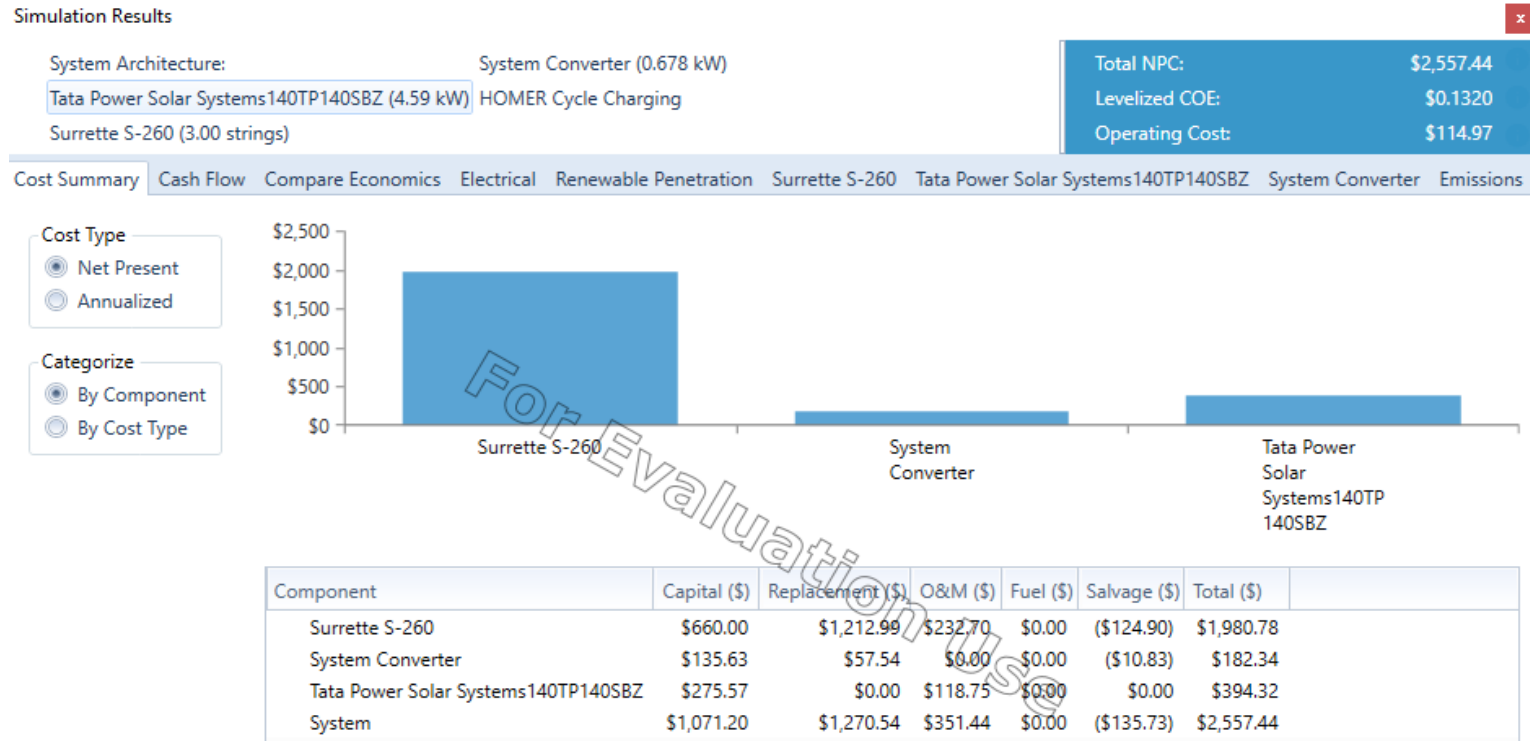 Simulation Results
x
System Architecture:
System Converter (0.678 kW)
Tata Power Solar Systems140TP140SBZ (4.59 kW)
HOMER Cycle Charging
Surrette S-260 (3.00 strings)
Total NPC: $2,557.44
Levelized COE: $0.1320
Operating Cost: $114.97
Cost Summary Cash Flow Compare Economics Electrical Renewable Penetration Surrette S-260 Tata Power Solar Systems140TP140SBZ System Converter Emissions
Cost Type
Net Present
Annualized
Categorize
By Component
By Cost Type
$2,500
$2,000
$1,500
$1,000
$500
$0
Surrette S-260
System
Converter
Tata Power
Solar
Systems140TP
140SBZ
For Evaluation Use
Component Capital ($) Replacement ($) O&M ($) Fuel ($) Salvage ($) Total ($)
Surrette S-260 $660.00 $1,212.99 $232.70 $0.00 ($124.90) $1,980.78
System Converter $135.63 $57.54 $0.00 $0.00 ($10.83) $182.34
Tata Power Solar Systems140TP140SBZ $275.57 $0.00 $118.75 $0.00 $0.00 $394.32
System $1,071.20 $1,270.54 $351.44 $0.00 ($135.73) $2,557.44